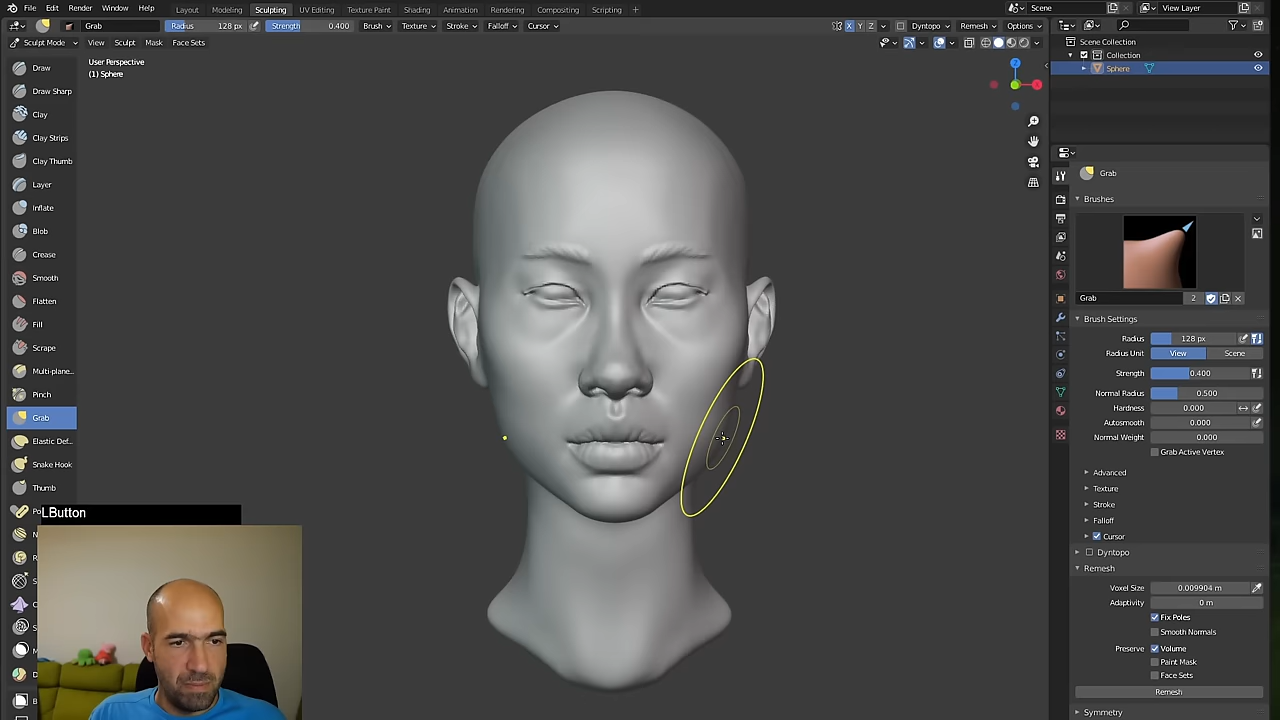 File Edit Render Window Help Layout Modeling Sculpting UV Editing Texture Paint Shading Animation Rendering Compositing Scripting + Scene View Layer
Grab Radius 128 px Strength 0.400 Brush Texture Stroke Falloff Cursor X Y Z Dyntopo Remesh Options
Sculpt Mode View Sculpt Mask Face Sets
Scene Collection
Collection
Sphere
User Perspective
(1) Sphere
Z
Draw
Draw Sharp
Clay
Clay Strips
Clay Thumb
Layer
Inflate
Blob
Crease
Smooth
Flatten
Fill
Scrape
Multi-plane...
Pinch
Grab
Elastic Def...
Snake Hook
Thumb
LButton
Grab
Brushes
Grab 2
Brush Settings
Radius 128 px
Radius Unit View Scene
Strength 0.400
Normal Radius 0.500
Hardness 0.000
Autosmooth 0.000
Normal Weight 0.000
Grab Active Vertex
Advanced
Texture
Stroke
Falloff
Cursor
Dyntopo
Remesh
Voxel Size 0.009904 m
Adaptivity 0 m
Fix Poles
Smooth Normals
Preserve Volume
Paint Mask
Face Sets
Remesh
Symmetry